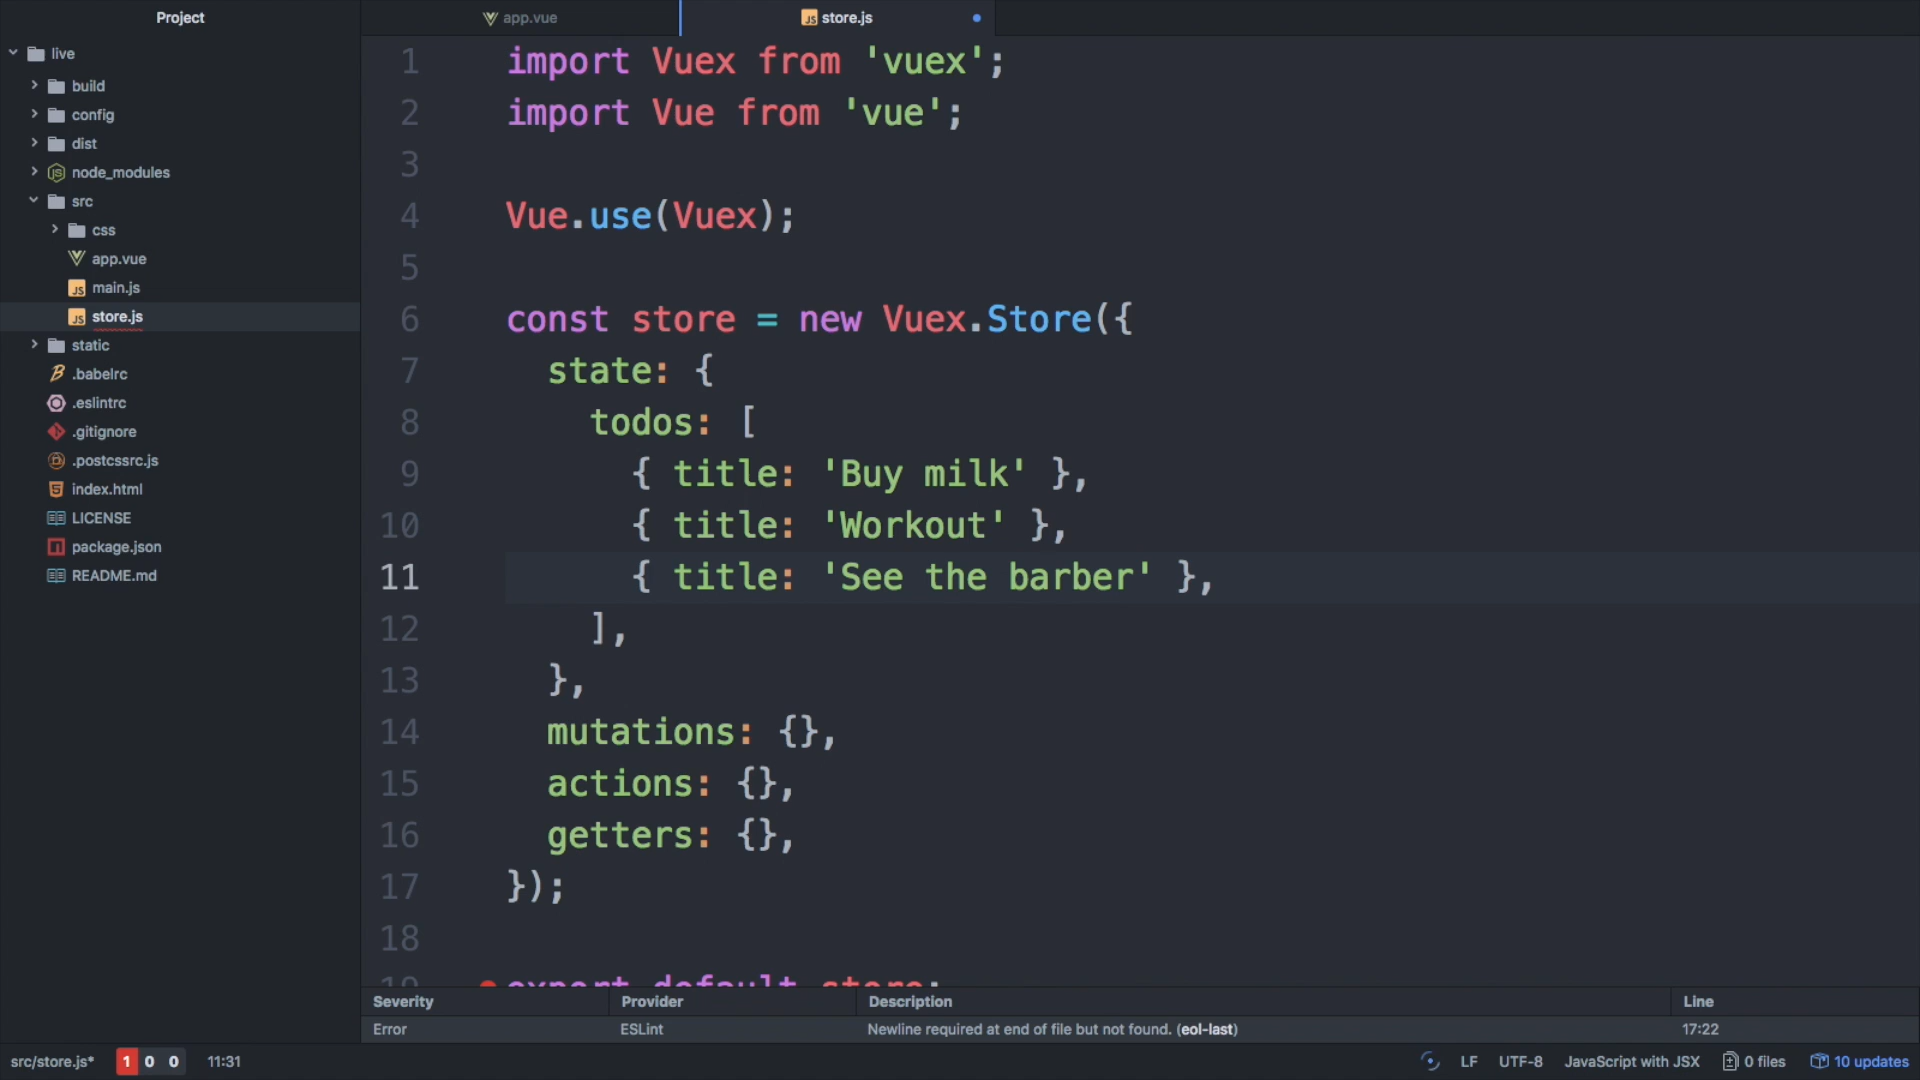 Project
live
build
config
dist
node_modules
src
css
app.vue
main.js
store.js
static
.babelrc
.eslintrc
.gitignore
.postcssrc.js
index.html
LICENSE
package.json
README.md
app.vue
store.js
1 import Vuex from 'vuex';
2 import Vue from 'vue';
3
4 Vue.use(Vuex);
5
6 const store = new Vuex.Store({
7   state: {
8     todos: [
9       { title: 'Buy milk' },
10       { title: 'Workout' },
11       { title: 'See the barber' },
12     ],
13   },
14   mutations: {},
15   actions: {},
16   getters: {},
17 });
18
19 export default store;
Severity Provider Description Line
Error ESLint Newline required at end of file but not found. (eol-last) 17:22
src/store.js* 1 0 0 11:31 LF UTF-8 JavaScript with JSX 0 files 10 updates